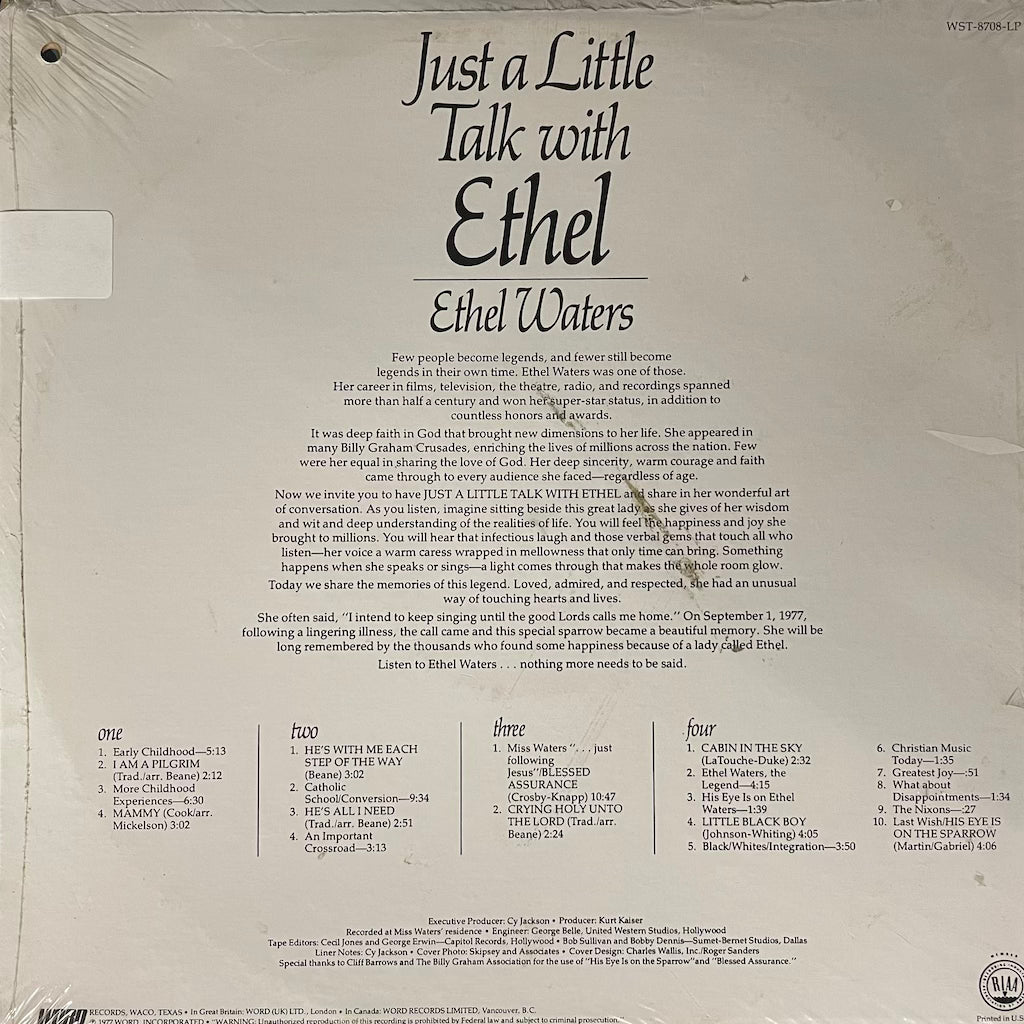 WST-8708-LP
Just a Little
Talk with
Ethel
Ethel Waters
Few people become legends, and fewer still become
legends in their own time. Ethel Waters was one of those.
Her career in films, television, the theatre, radio, and recordings spanned
more than half a century and won her super-star status, in addition to
countless honors and awards.
It was deep faith in God that brought new dimensions to her life. She appeared in
many Billy Graham Crusades, enriching the lives of millions across the nation. Few
were her equal in sharing the love of God. Her deep sincerity, warm courage and faith
came through to every audience she faced—regardless of age.
Now we invite you to have JUST A LITTLE TALK WITH ETHEL and share in her wonderful art
of conversation. As you listen, imagine sitting beside this great lady as she gives of her wisdom
and wit and deep understanding of the realities of life. You will feel the happiness and joy she
brought to millions. You will hear that infectious laugh and those verbal gems that touch all who
listen—her voice a warm caress wrapped in mellowness that only time can bring. Something
happens when she speaks or sings—a light comes through that makes the whole room glow.
Today we share the memories of this legend. Loved, admired, and respected, she had an unusual
way of touching hearts and lives.
She often said, "I intend to keep singing until the good Lords calls me home." On September 1, 1977,
following a lingering illness, the call came and this special sparrow became a beautiful memory. She will be
long remembered by the thousands who found some happiness because of a lady called Ethel.
Listen to Ethel Waters . . . nothing more needs to be said.
one
1. Early Childhood—5:13
2. I AM A PILGRIM
(Trad./arr. Beane) 2:12
3. More Childhood
Experiences—6:30
4. MAMMY (Cook/arr.
Mickelson) 3:02
two
1. HE'S WITH ME EACH
STEP OF THE WAY
(Beane) 3:02
2. Catholic
School/Conversion—9:34
3. HE'S ALL I NEED
(Trad./arr. Beane) 2:51
4. An Important
Crossroad—3:13
three
1. Miss Waters ". . . just
following
Jesus"/BLESSED
ASSURANCE
(Crosby-Knapp) 10:47
2. CRYING HOLY UNTO
THE LORD (Trad./arr.
Beane) 2:24
four
1. CABIN IN THE SKY
(LaTouche-Duke) 2:32
2. Ethel Waters, the
Legend—4:15
3. His Eye Is on Ethel
Waters—1:39
4. LITTLE BLACK BOY
(Johnson-Whiting) 4:05
5. Black/Whites/Integration—3:50
6. Christian Music
Today—1:35
7. Greatest Joy—:51
8. What about
Disappointments—1:34
9. The Nixons—:27
10. Last Wish/HIS EYE IS
ON THE SPARROW
(Martin/Gabriel) 4:06
Executive Producer: Cy Jackson • Producer: Kurt Kaiser
Recorded at Miss Waters' residence • Engineer: George Belle, United Western Studios, Hollywood
Tape Editors: Cecil Jones and George Erwin—Capitol Records, Hollywood • Bob Sullivan and Bobby Dennis—Sumet-Bernet Studios, Dallas
Liner Notes: Cy Jackson • Cover Photo: Skipsey and Associates • Cover Design: Charles Wallis, Inc./Roger Sanders
Special thanks to Cliff Barrows and The Billy Graham Association for the use of "His Eye Is on the Sparrow" and "Blessed Assurance."
WORD RECORDS, WACO, TEXAS • In Great Britain: WORD (UK) LTD., London • In Canada: WORD RECORDS LIMITED, Vancouver, B.C.
℗ 1977 WORD, INCORPORATED • "WARNING: Unauthorized reproduction of this recording is prohibited by Federal law and subject to criminal prosecution."
RIAA
Printed in U.S